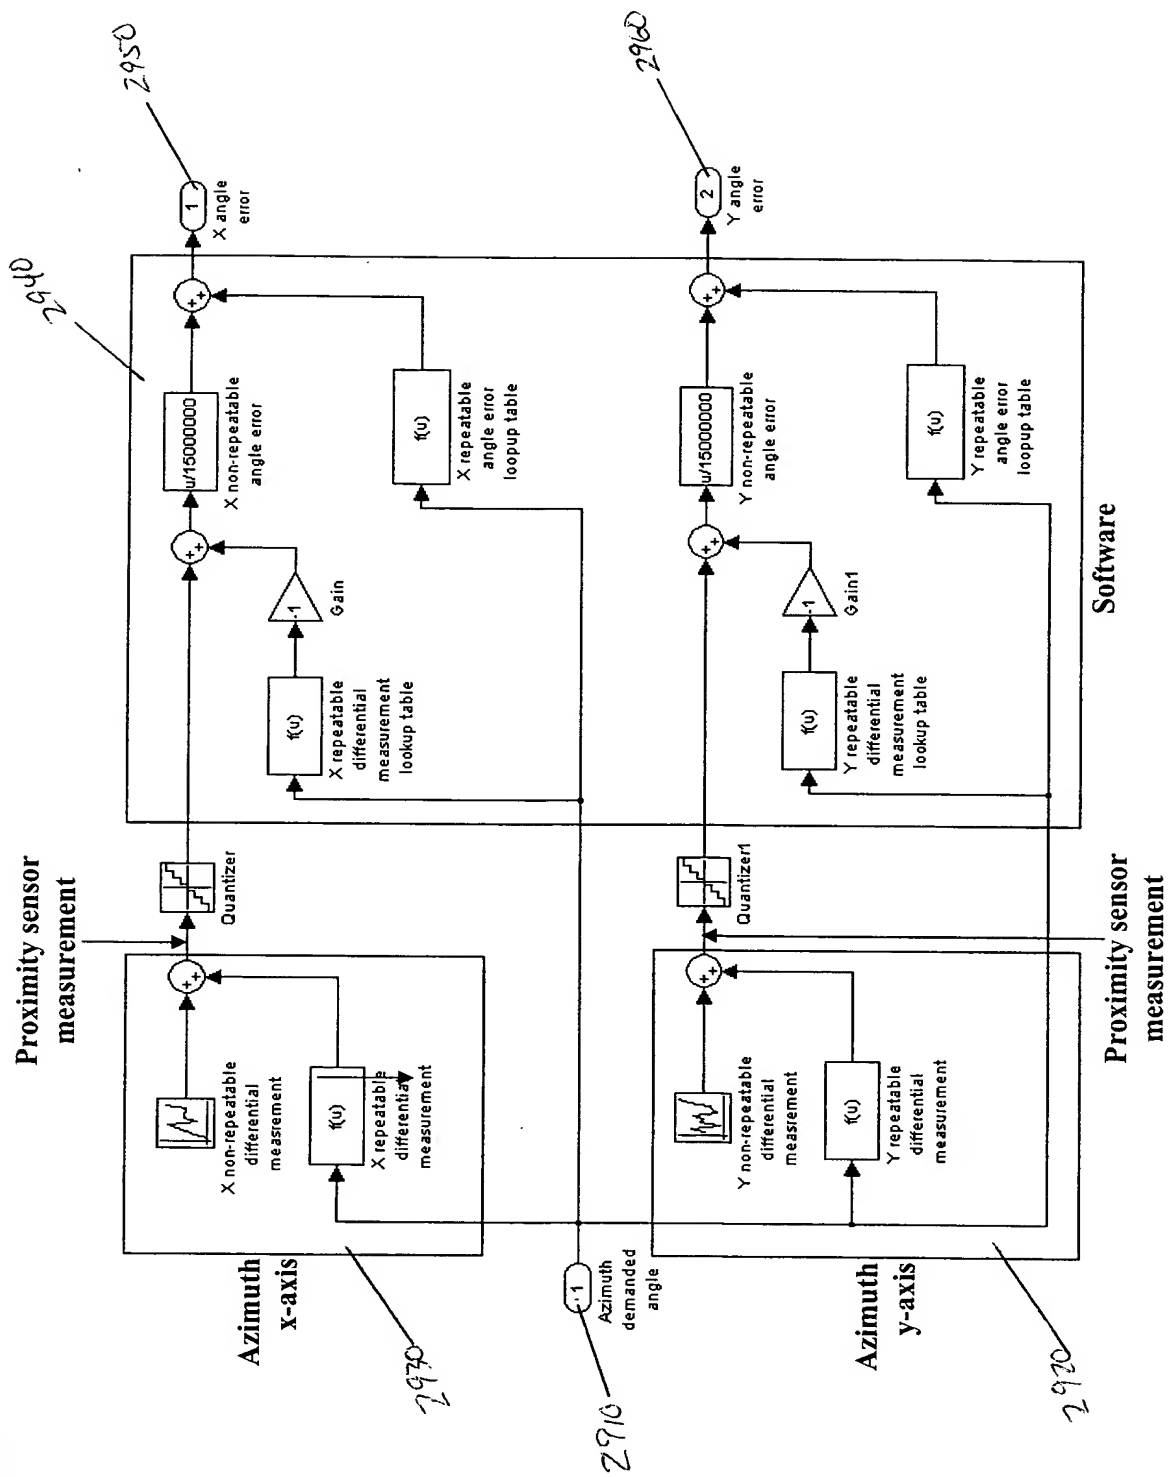 2950
1
X angle
error
2960
2
Y angle
error
2940
+
+
u/15000000
X non-repeatable
angle error
f(u)
X repeatable
angle error
loopup table
+
+
-1
Gain
f(u)
X repeatable
differential
measurement
lookup table
+
+
u/15000000
Y non-repeatable
angle error
f(u)
Y repeatable
angle error
loopup table
+
+
-1
Gain1
f(u)
Y repeatable
differential
measurement
lookup table
Software
Proximity sensor
measurement
Quantizer
Quantizer1
Proximity sensor
measurement
+
+
X non-repeatable
differential
measrement
f(u)
X repeatable
differential
measurement
+
+
Y non-repeatable
differential
measrement
f(u)
Y repeatable
differential
measurement
Azimuth
x-axis
2930
1
Azimuth
demanded
angle
2910
Azimuth
y-axis
2920